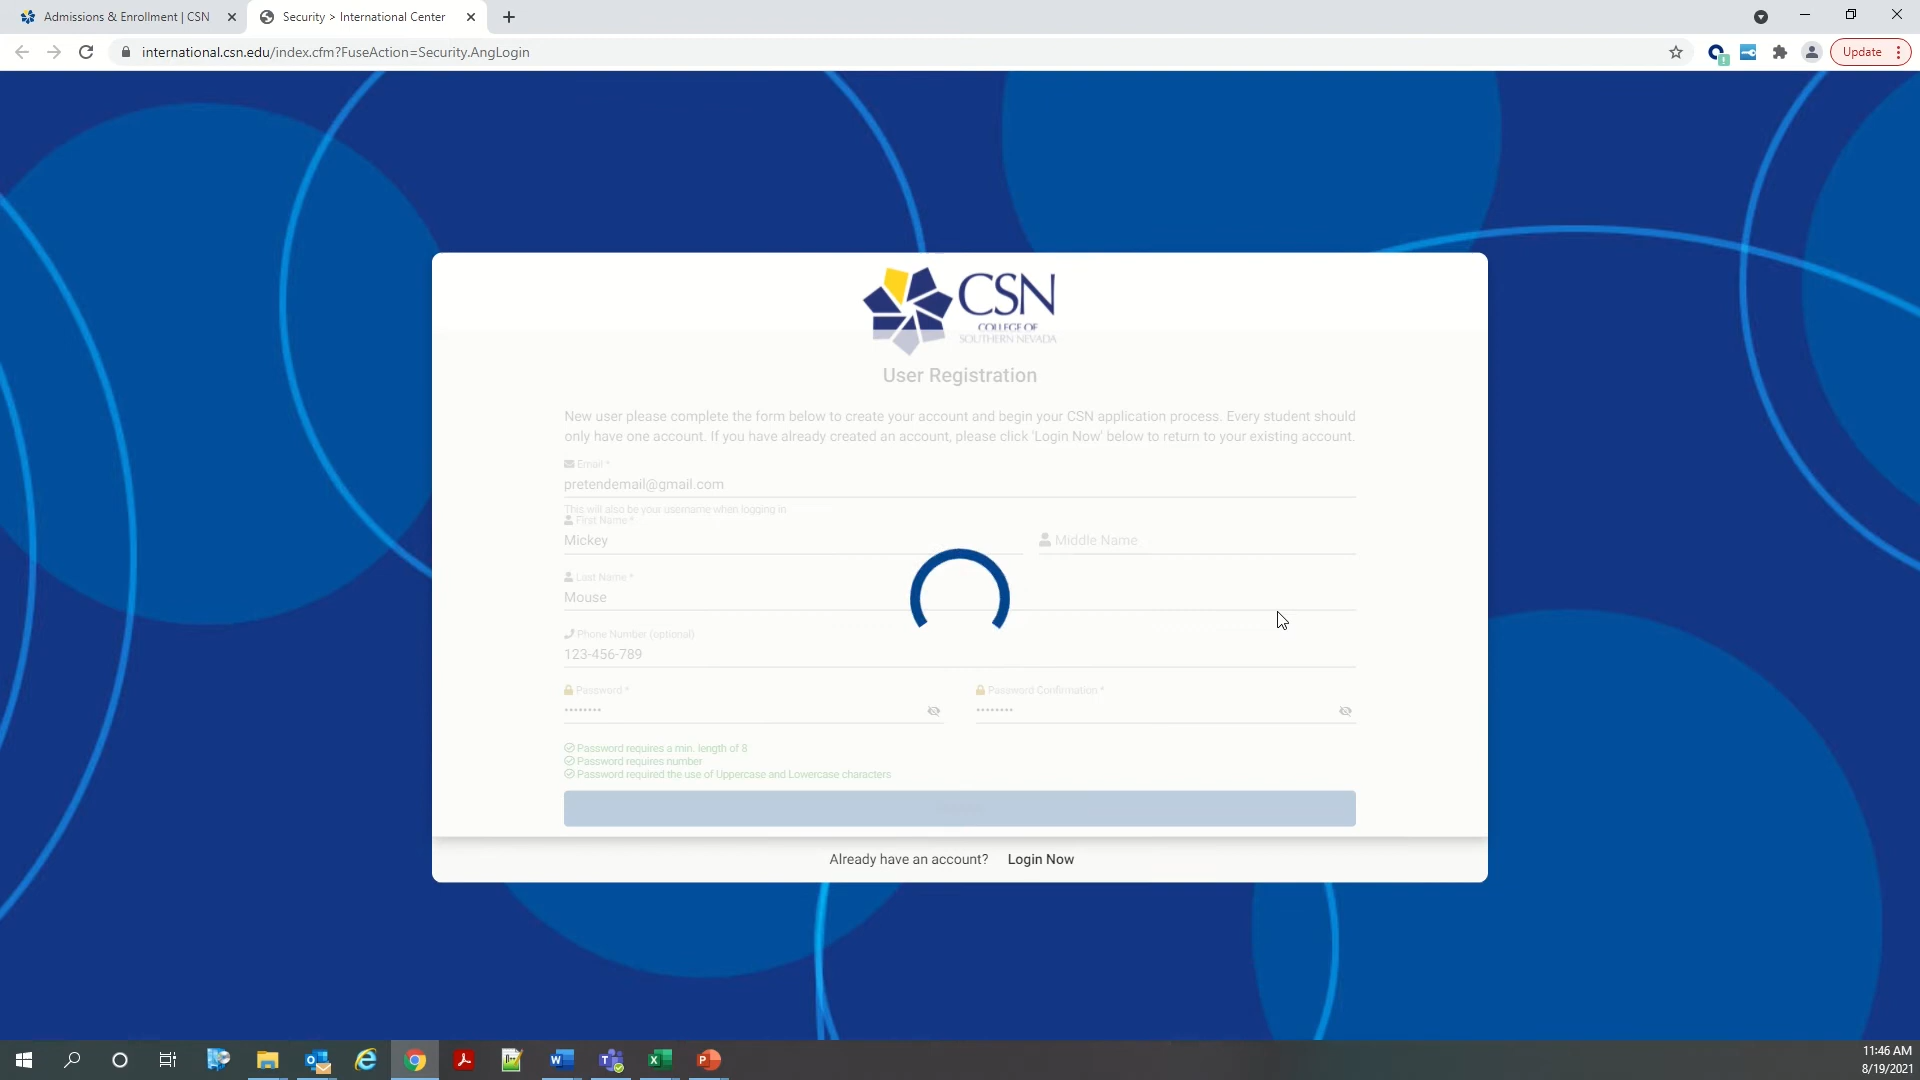 Admissions & Enrollment | CSN
Security > International Center
international.csn.edu/index.cfm?FuseAction=Security.AngLogin
Update
CSN
COLLEGE OF
SOUTHERN NEVADA
User Registration
New user please complete the form below to create your account and begin your CSN application process. Every student should
only have one account. If you have already created an account, please click 'Login Now' below to return to your existing account.
Email *
pretendemail@gmail.com
This will also be your username when logging in
First Name *
Mickey
Middle Name
Last Name *
Mouse
Phone Number (optional)
123-456-789
Password *
Password Confirmation *
••••••••
••••••••
Password requires a min. length of 8
Password requires number
Password required the use of Uppercase and Lowercase characters
Already have an account? Login Now
11:46 AM
8/19/2021